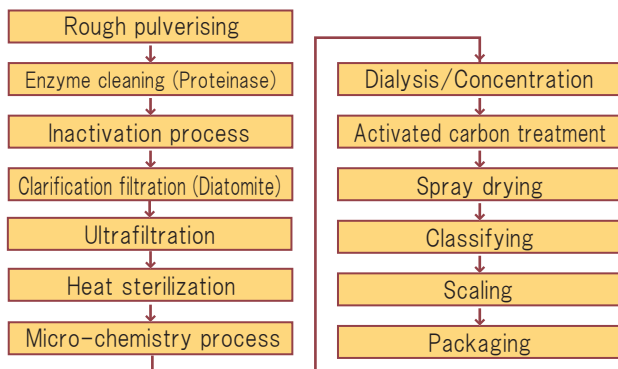 Rough pulverising
Enzyme cleaning (Proteinase)
Inactivation process
Clarification filtration (Diatomite)
Ultrafiltration
Heat sterilization
Micro-chemistry process
Dialysis/Concentration
Activated carbon treatment
Spray drying
Classifying
Scaling
Packaging